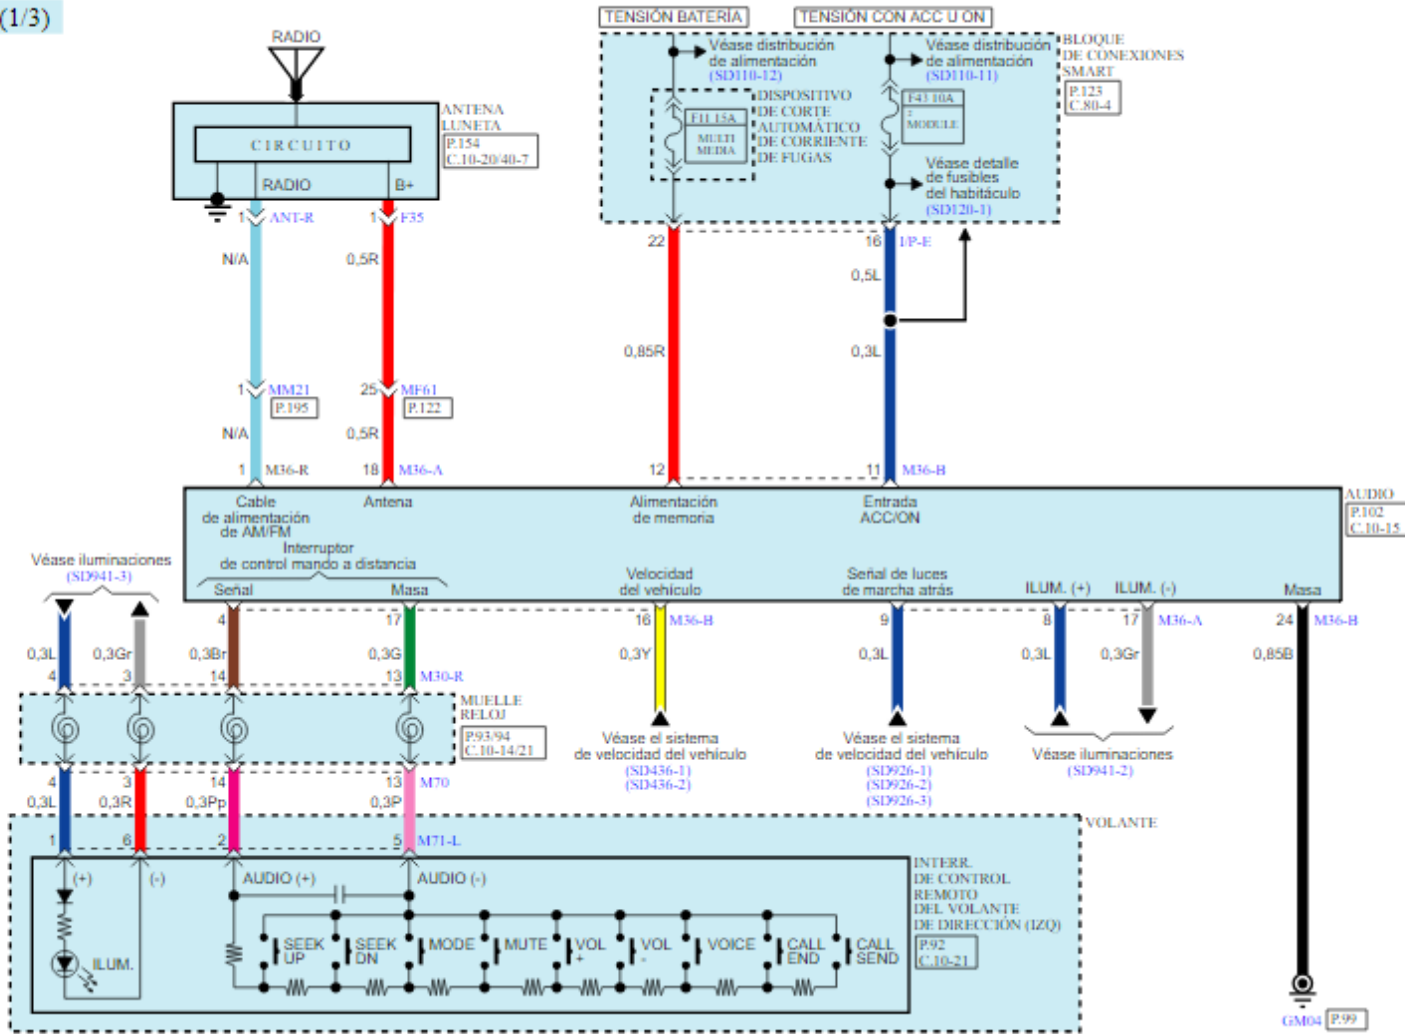 (1/3)
RADIO
TENSIÓN BATERÍA
TENSIÓN CON ACC U ON
Véase distribución
de alimentación
(SD110-12)
Véase distribución
de alimentación
(SD110-11)
BLOQUE
DE CONEXIONES
SMART
P.123
C.80-4
DISPOSITIVO
DE CORTE
AUTOMÁTICO
DE CORRIENTE
DE FUGAS
F11 15A
MULTI
MEDIA
F43 10A
2
MODULE
Véase detalle
de fusibles
del habitáculo
(SD120-1)
ANTENA
LUNETA
P.154
C.10-20/40-7
CIRCUITO
RADIO
B+
1 ANT-R
1 F35
22
16 I/P-E
N/A
0,5R
0,5L
0,85R
0,3L
1 MM21
P.195
25 MF61
P.122
N/A
0,5R
1 M36-R
18 M36-A
12
11 M36-B
Cable
de alimentación
de AM/FM
Antena
Alimentación
de memoria
Entrada
ACC/ON
AUDIO
P.102
C.10-15
Interruptor
de control mando a distancia
Véase iluminaciones
(SD941-3)
Señal
Masa
Velocidad
del vehículo
Señal de luces
de marcha atrás
ILUM. (+)
ILUM. (-)
Masa
4
17
16 M36-B
9
8
17 M36-A
24 M36-B
0,3L
0,3Gr
0,3Br
0,3G
0,3Y
0,3L
0,3L
0,3Gr
0,85B
4
3
14
13 M30-R
MUELLE
RELOJ
P.93/94
C.10-14/21
Véase el sistema
de velocidad del vehículo
(SD436-1)
(SD436-2)
Véase el sistema
de velocidad del vehículo
(SD926-1)
(SD926-2)
(SD926-3)
Véase iluminaciones
(SD941-2)
4
3
14
13 M70
0,3L
0,3R
0,3Pp
0,3P
VOLANTE
1
6
2
5 M71-L
(+)
(-)
AUDIO (+)
AUDIO (-)
INTERR.
DE CONTROL
REMOTO
DEL VOLANTE
DE DIRECCIÓN (IZQ)
P.92
C.10-21
ILUM.
SEEK
UP
SEEK
DN
MODE
MUTE
VOL
+
VOL
-
VOICE
CALL
END
CALL
SEND
GM04 P.99